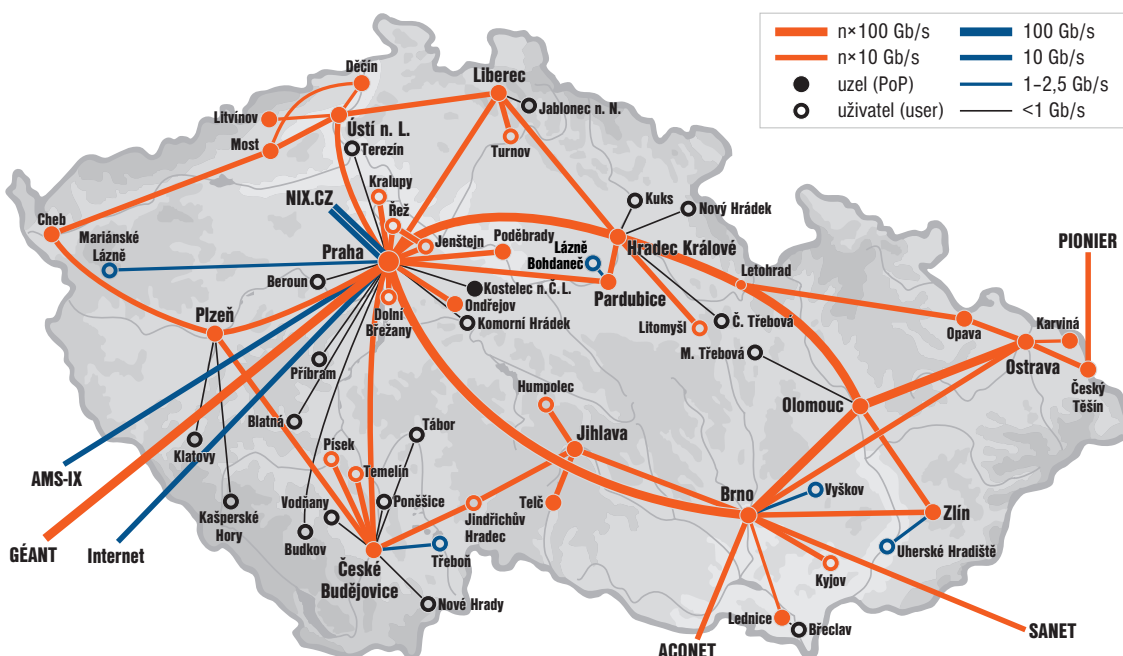 n×100 Gb/s
100 Gb/s
n×10 Gb/s
10 Gb/s
uzel (PoP)
1–2,5 Gb/s
uživatel (user)
<1 Gb/s
Děčín
Liberec
Jablonec n. N.
Litvínov
Ústí n. L.
Most
Terezín
Turnov
Kralupy
NIX.CZ
Řež
Kuks
Nový Hrádek
Cheb
Mariánské
Lázně
Praha
Jenštejn
Poděbrady
Lázně
Bohdaneč
Hradec Králové
PIONIER
Beroun
Kostelec n.Č.L.
Ondřejov
Pardubice
Letohrad
Dolní
Břežany
Komorní Hrádek
Plzeň
Litomyšl
Č. Třebová
Opava
Karviná
Ostrava
M. Třebová
Příbram
Český
Těšín
Humpolec
Olomouc
Blatná
Tábor
Klatovy
Písek
Jihlava
Temelín
AMS-IX
Vodňany
Poněšice
Brno
Vyškov
Kašperské
Hory
Telč
Zlín
Jindřichův
Hradec
GÉANT
Internet
Budkov
Třeboň
Uherské Hradiště
České
Budějovice
Kyjov
Nové Hrady
Lednice
Břeclav
SANET
ACONET